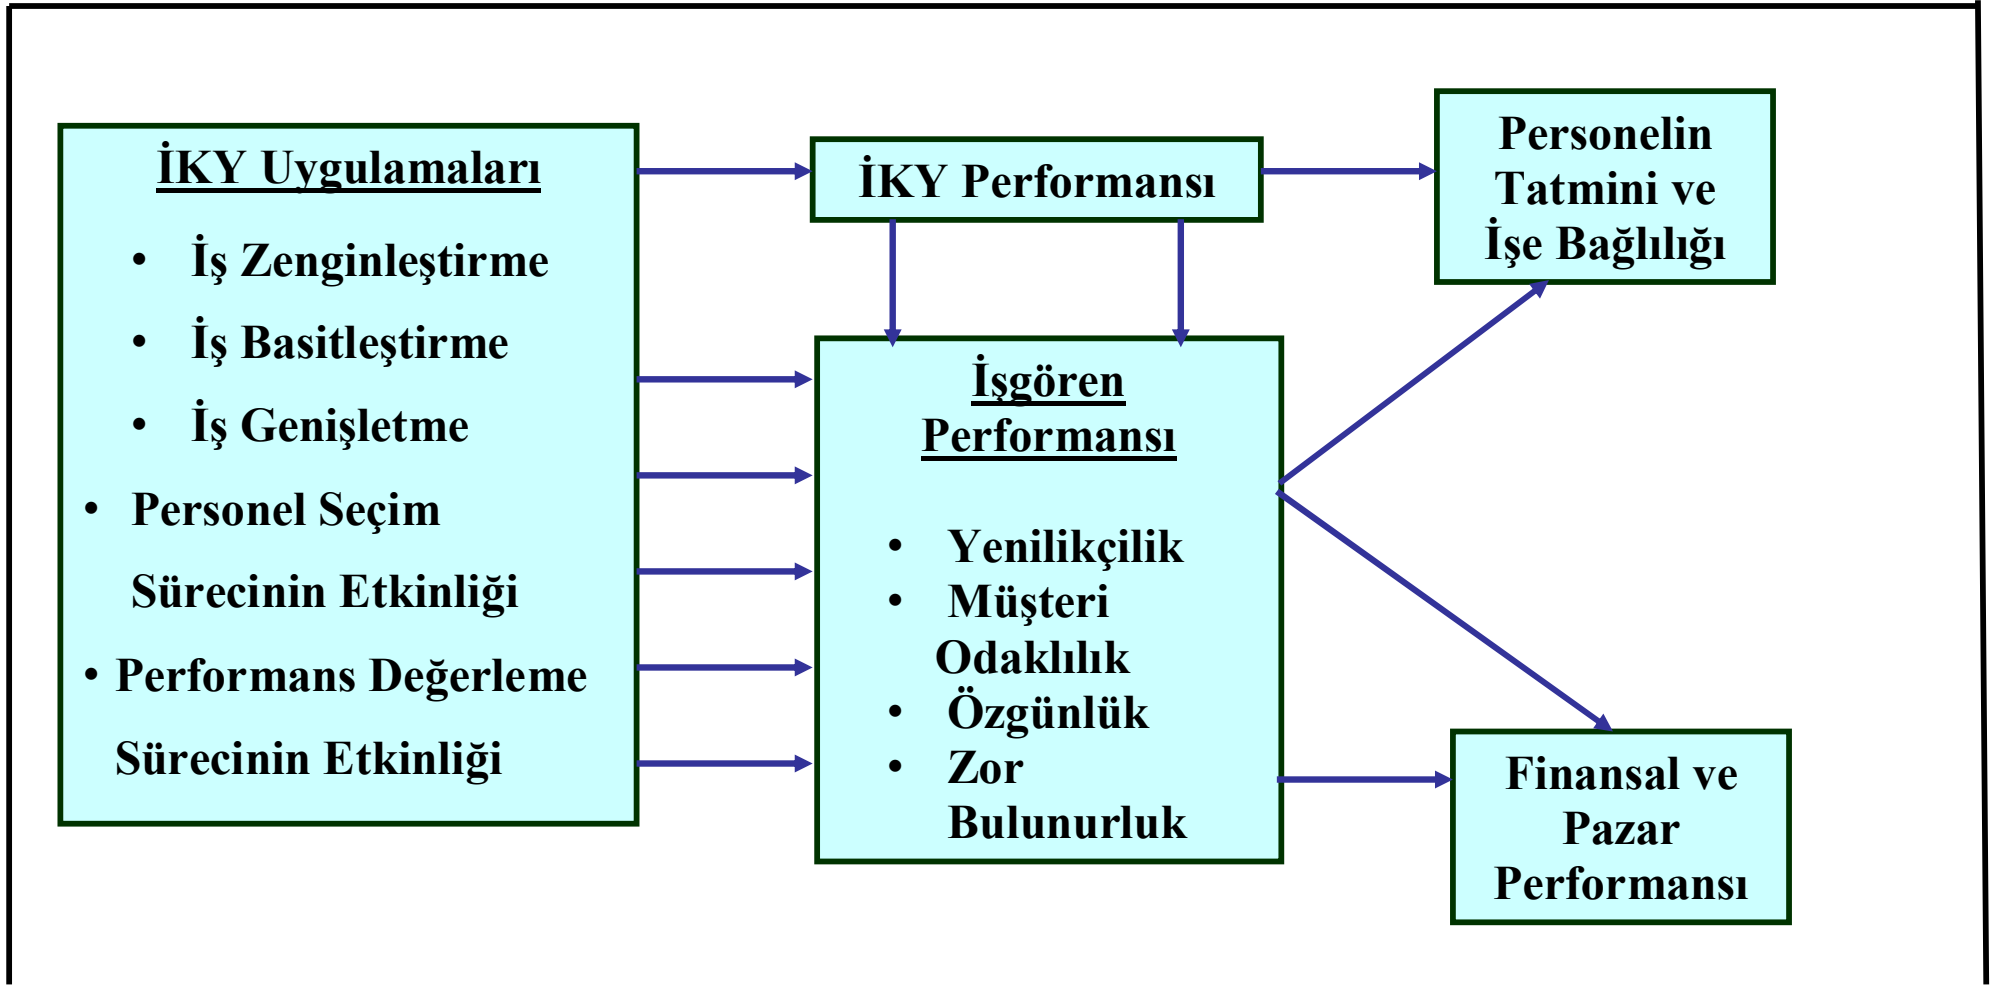 İKY Uygulamaları
• İş Zenginleştirme
• İş Basitleştirme
• İş Genişletme
• Personel Seçim
Sürecinin Etkinliği
• Performans Değerleme
Sürecinin Etkinliği
İKY Performansı
İşgören
Performansı
• Yenilikçilik
• Müşteri
Odaklılık
• Özgünlük
• Zor
Bulunurluk
Personelin
Tatmini ve
İşe Bağlılığı
Finansal ve
Pazar
Performansı